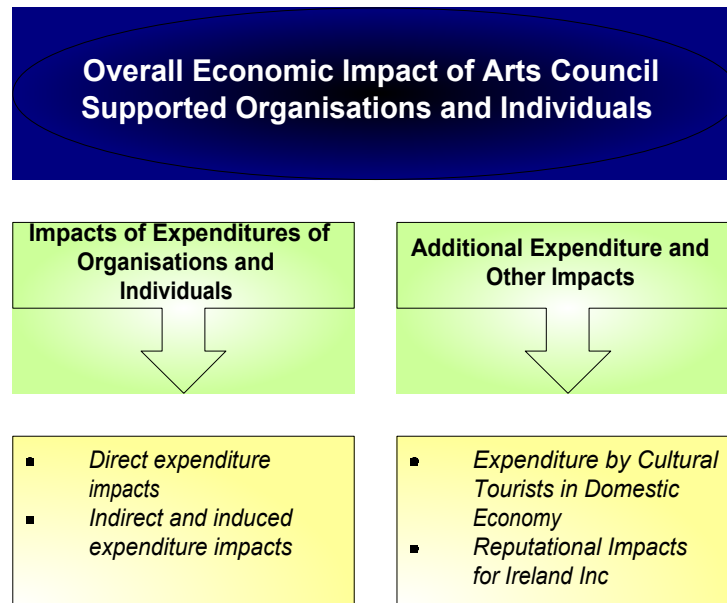 Overall Economic Impact of Arts Council
Supported Organisations and Individuals
Impacts of Expenditures of
Organisations and
Individuals
Additional Expenditure and
Other Impacts
▪ Direct expenditure
impacts
▪ Indirect and induced
expenditure impacts
▪ Expenditure by Cultural
Tourists in Domestic
Economy
▪ Reputational Impacts
for Ireland Inc